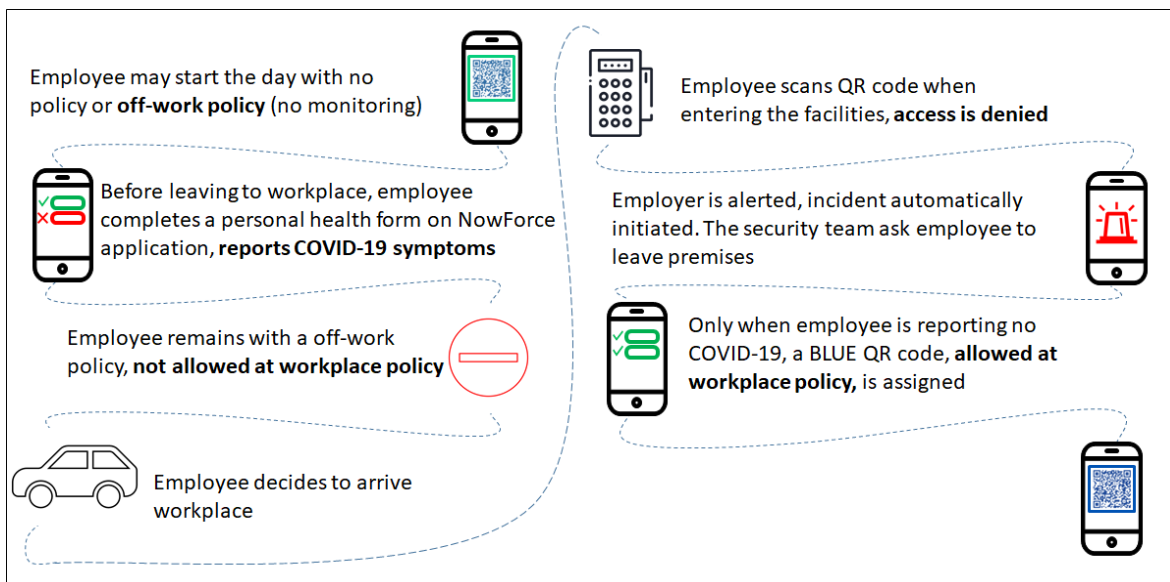 Employee may start the day with no
policy or off-work policy (no monitoring)
Before leaving to workplace, employee
completes a personal health form on NowForce
application, reports COVID-19 symptoms
Employee remains with a off-work
policy, not allowed at workplace policy
Employee decides to arrive
workplace
Employee scans QR code when
entering the facilities, access is denied
Employer is alerted, incident automatically
initiated. The security team ask employee to
leave premises
Only when employee is reporting no
COVID-19, a BLUE QR code, allowed at
workplace policy, is assigned